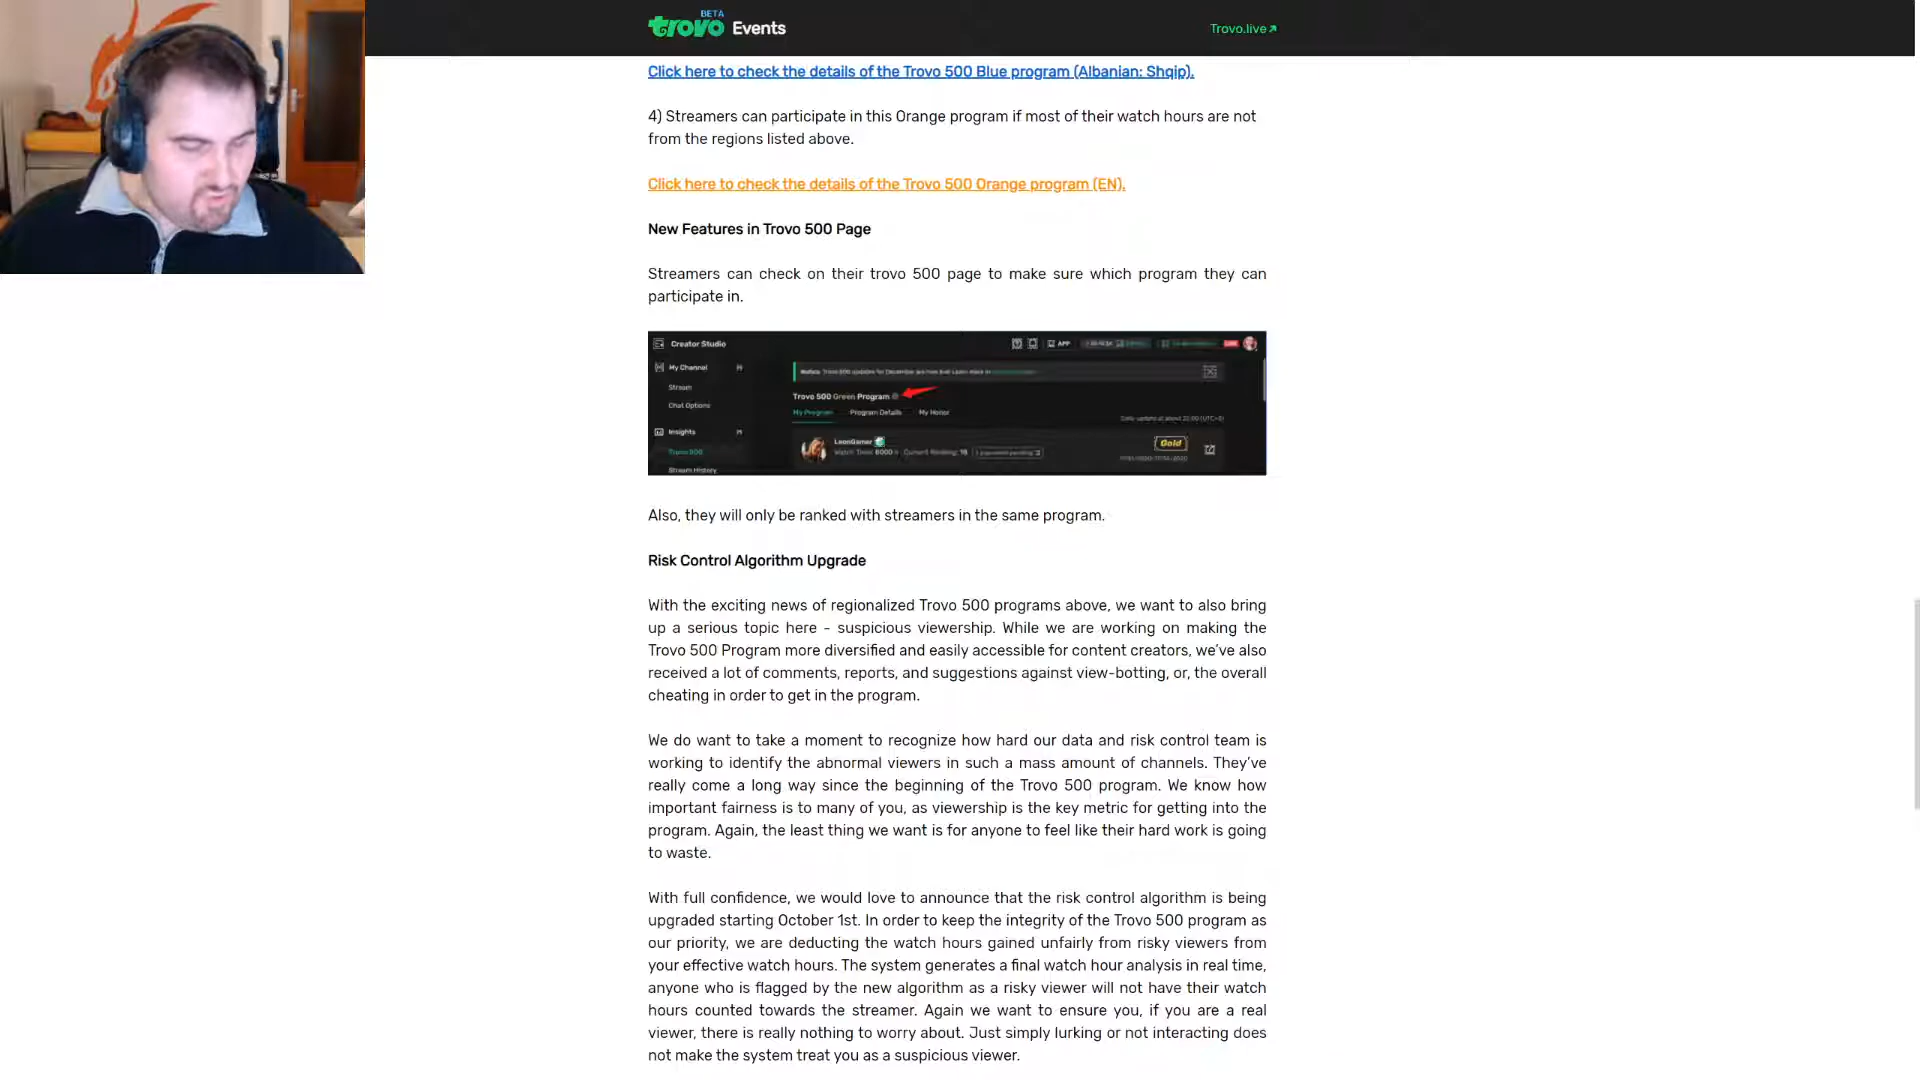 BETA
trovo Events
Trovo.live
Click here to check the details of the Trovo 500 Blue program (Albanian: Shqip).
4) Streamers can participate in this Orange program if most of their watch hours are not
from the regions listed above.
Click here to check the details of the Trovo 500 Orange program (EN).
New Features in Trovo 500 Page
Streamers can check on their trovo 500 page to make sure which program they can
participate in.
Creator Studio
APP
My Channel
Stream
Notice: Trovo 500 updates for December are now live! Learn more in
Trovo 500 Green Program
Chat Options
My Program Program Details My Honor
Insights
LeonGamer
Gold
Trovo 500
Watch Time: 6000 h Current Ranking: 16
Stream History
Also, they will only be ranked with streamers in the same program.
Risk Control Algorithm Upgrade
With the exciting news of regionalized Trovo 500 programs above, we want to also bring
up a serious topic here - suspicious viewership. While we are working on making the
Trovo 500 Program more diversified and easily accessible for content creators, we've also
received a lot of comments, reports, and suggestions against view-botting, or, the overall
cheating in order to get in the program.
We do want to take a moment to recognize how hard our data and risk control team is
working to identify the abnormal viewers in such a mass amount of channels. They've
really come a long way since the beginning of the Trovo 500 program. We know how
important fairness is to many of you, as viewership is the key metric for getting into the
program. Again, the least thing we want is for anyone to feel like their hard work is going
to waste.
With full confidence, we would love to announce that the risk control algorithm is being
upgraded starting October 1st. In order to keep the integrity of the Trovo 500 program as
our priority, we are deducting the watch hours gained unfairly from risky viewers from
your effective watch hours. The system generates a final watch hour analysis in real time,
anyone who is flagged by the new algorithm as a risky viewer will not have their watch
hours counted towards the streamer. Again we want to ensure you, if you are a real
viewer, there is really nothing to worry about. Just simply lurking or not interacting does
not make the system treat you as a suspicious viewer.